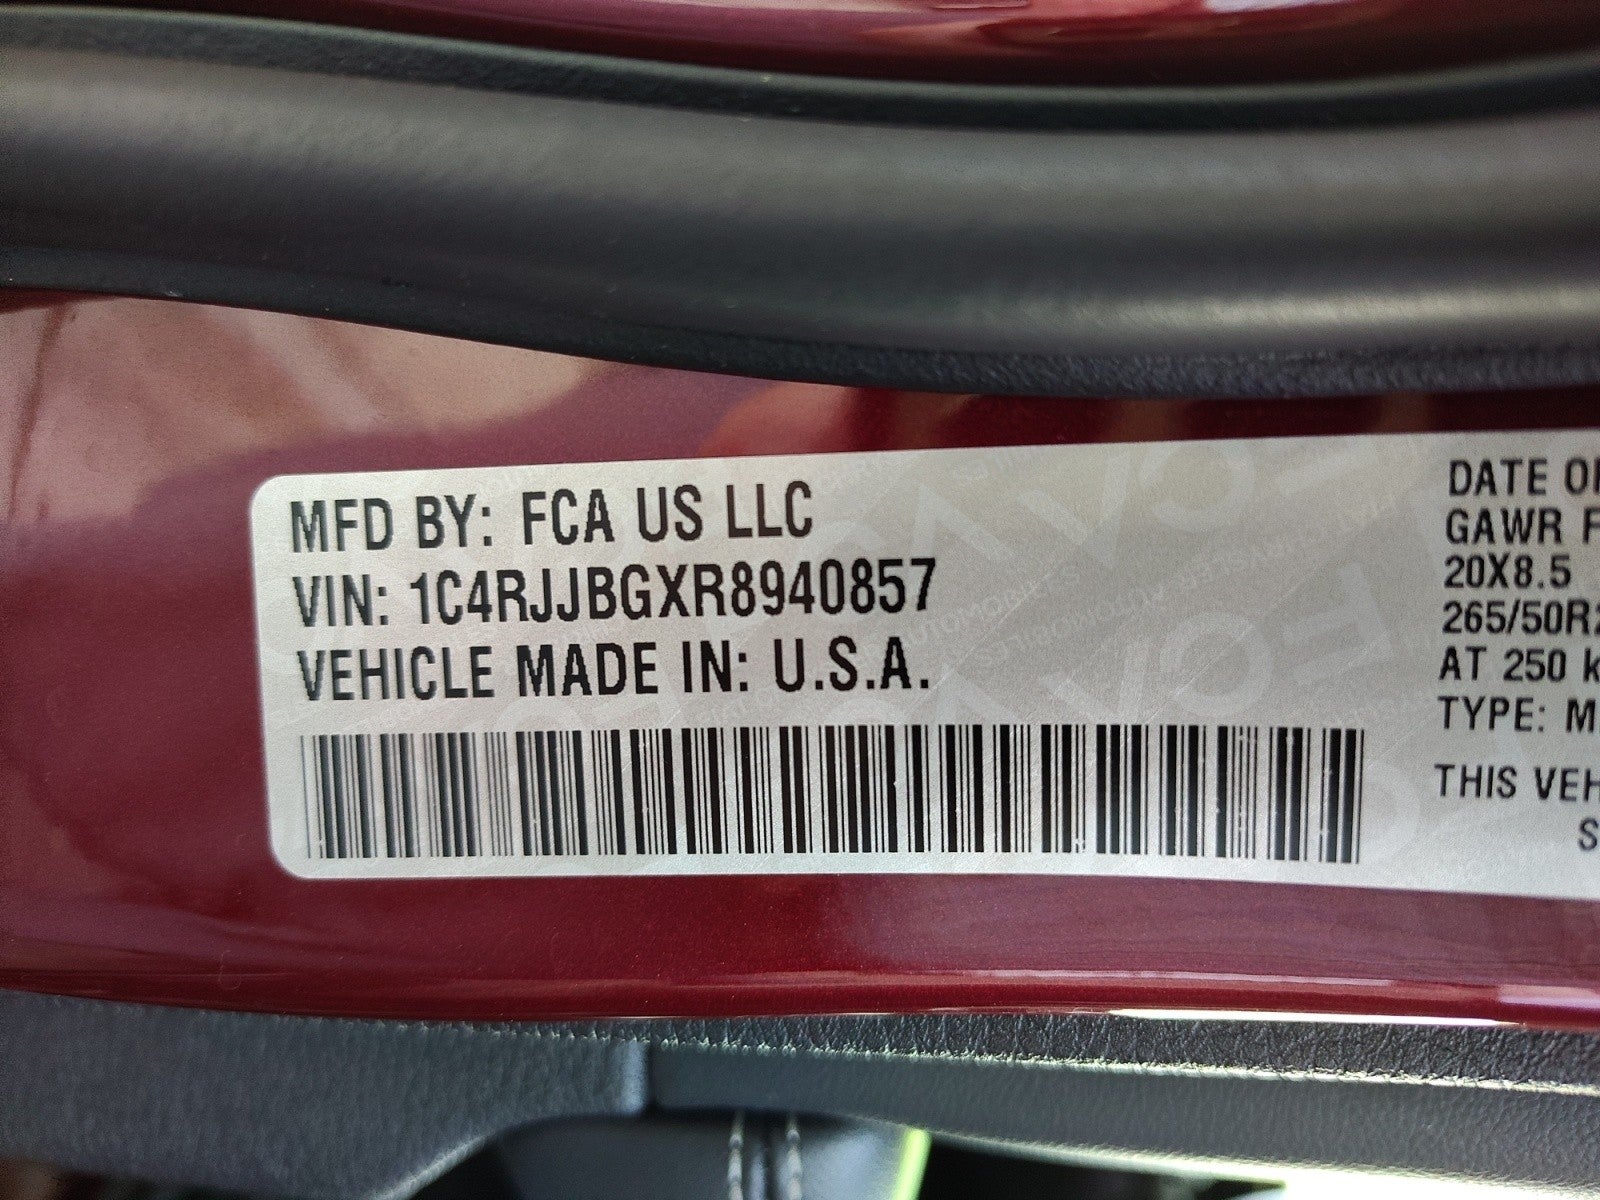 MFD BY: FCA US LLC
VIN: 1C4RJJBGXR8940857
VEHICLE MADE IN: U.S.A.
DATE
GAWR
20X8.5
265/50R2
AT 250
TYPE:
THIS VEH